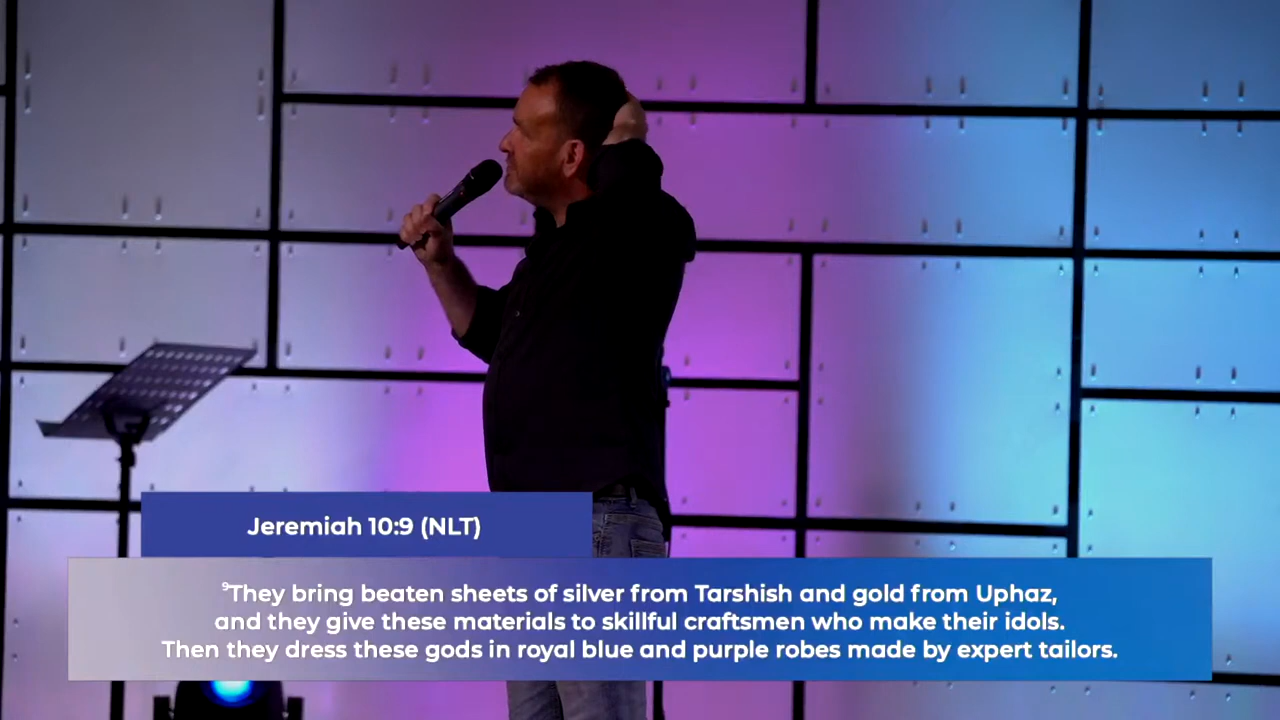 Jeremiah 10:9 (NLT)
⁹They bring beaten sheets of silver from Tarshish and gold from Uphaz,
and they give these materials to skillful craftsmen who make their idols.
Then they dress these gods in royal blue and purple robes made by expert tailors.